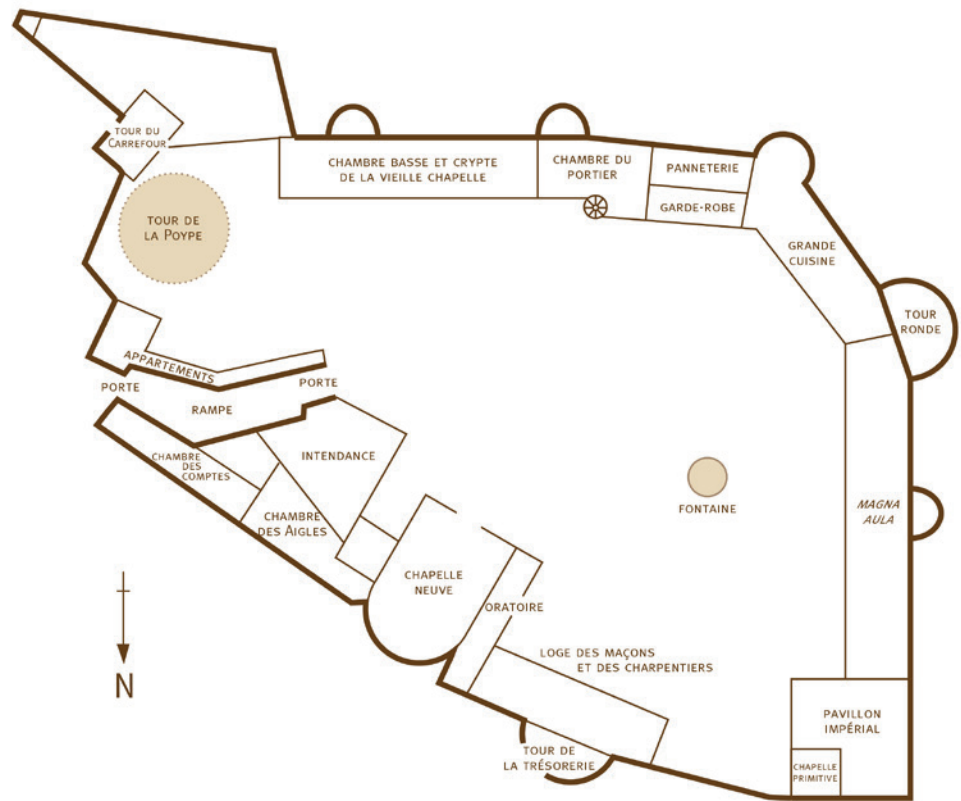 TOUR DU
CARREFOUR
CHAMBRE BASSE ET CRYPTE
DE LA VIEILLE CHAPELLE
CHAMBRE DU
PORTIER
PANNETERIE
GARDE-ROBE
TOUR DE
LA POYPE
GRANDE
CUISINE
TOUR
RONDE
APPARTEMENTS
PORTE
PORTE
RAMPE
INTENDANCE
CHAMBRE
DES
COMPTES
CHAMBRE
DES AIGLES
FONTAINE
MAGNA
AULA
CHAPELLE
NEUVE
ORATOIRE
LOGE DES MAÇONS
ET DES CHARPENTIERS
N
PAVILLON
IMPÉRIAL
TOUR DE
LA TRÉSORERIE
CHAPELLE
PRIMITIVE